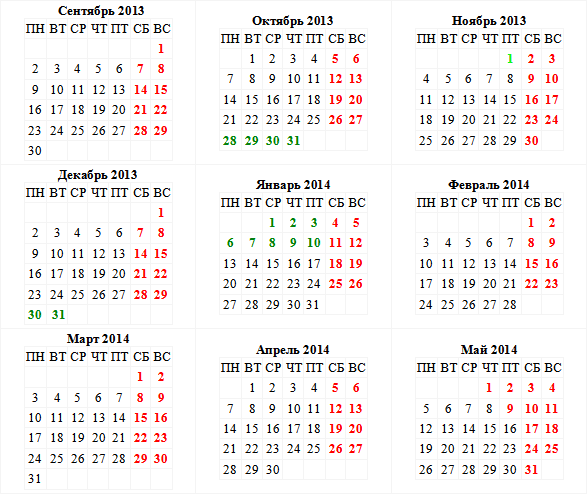 Сентябрь 2013
ПН ВТ СР ЧТ ПТ СБ ВС
1
2 3 4 5 6 7 8
9 10 11 12 13 14 15
16 17 18 19 20 21 22
23 24 25 26 27 28 29
30
Октябрь 2013
ПН ВТ СР ЧТ ПТ СБ ВС
1 2 3 4 5 6
7 8 9 10 11 12 13
14 15 16 17 18 19 20
21 22 23 24 25 26 27
28 29 30 31
Ноябрь 2013
ПН ВТ СР ЧТ ПТ СБ ВС
1 2 3
4 5 6 7 8 9 10
11 12 13 14 15 16 17
18 19 20 21 22 23 24
25 26 27 28 29 30
Декабрь 2013
ПН ВТ СР ЧТ ПТ СБ ВС
1
2 3 4 5 6 7 8
9 10 11 12 13 14 15
16 17 18 19 20 21 22
23 24 25 26 27 28 29
30 31
Январь 2014
ПН ВТ СР ЧТ ПТ СБ ВС
1 2 3 4 5
6 7 8 9 10 11 12
13 14 15 16 17 18 19
20 21 22 23 24 25 26
27 28 29 30 31
Февраль 2014
ПН ВТ СР ЧТ ПТ СБ ВС
1 2
3 4 5 6 7 8 9
10 11 12 13 14 15 16
17 18 19 20 21 22 23
24 25 26 27 28
Март 2014
ПН ВТ СР ЧТ ПТ СБ ВС
1 2
3 4 5 6 7 8 9
10 11 12 13 14 15 16
17 18 19 20 21 22 23
24 25 26 27 28 29 30
31
Апрель 2014
ПН ВТ СР ЧТ ПТ СБ ВС
1 2 3 4 5 6
7 8 9 10 11 12 13
14 15 16 17 18 19 20
21 22 23 24 25 26 27
28 29 30
Май 2014
ПН ВТ СР ЧТ ПТ СБ ВС
1 2 3 4
5 6 7 8 9 10 11
12 13 14 15 16 17 18
19 20 21 22 23 24 25
26 27 28 29 30 31